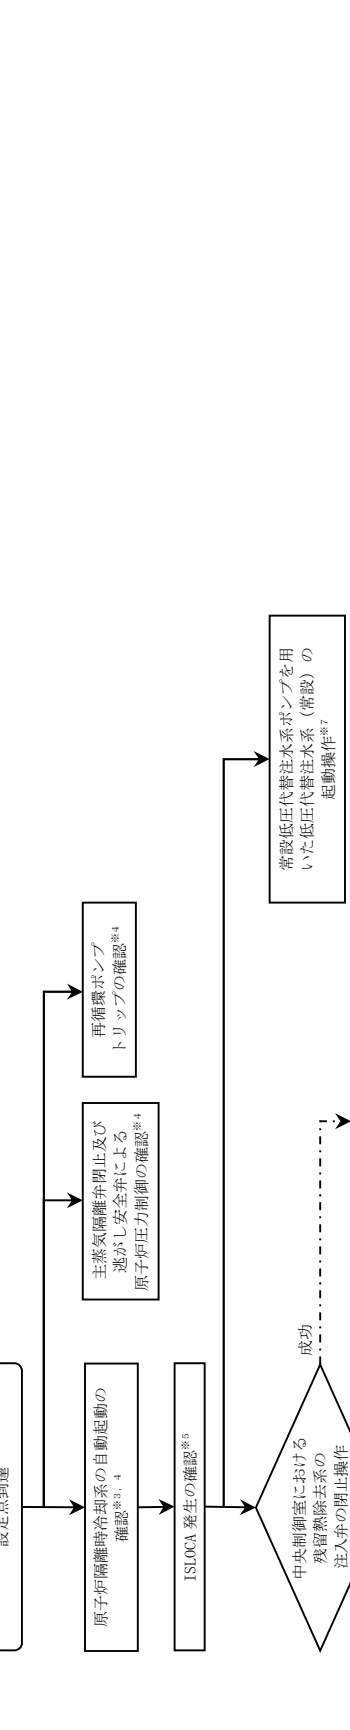 設定点到達
原子炉隔離時冷却系の自動起動の
確認※3, 4
主蒸気隔離弁閉止及び
逃がし安全弁による
原子炉圧力制御の確認※4
再循環ポンプ
トリップの確認※4
ISLOCA 発生の確認※5
常設低圧代替注水系ポンプを用
いた低圧代替注水系（常設）の
起動操作※7
中央制御室における
残留熱除去系の
注入弁の閉止操作
成功